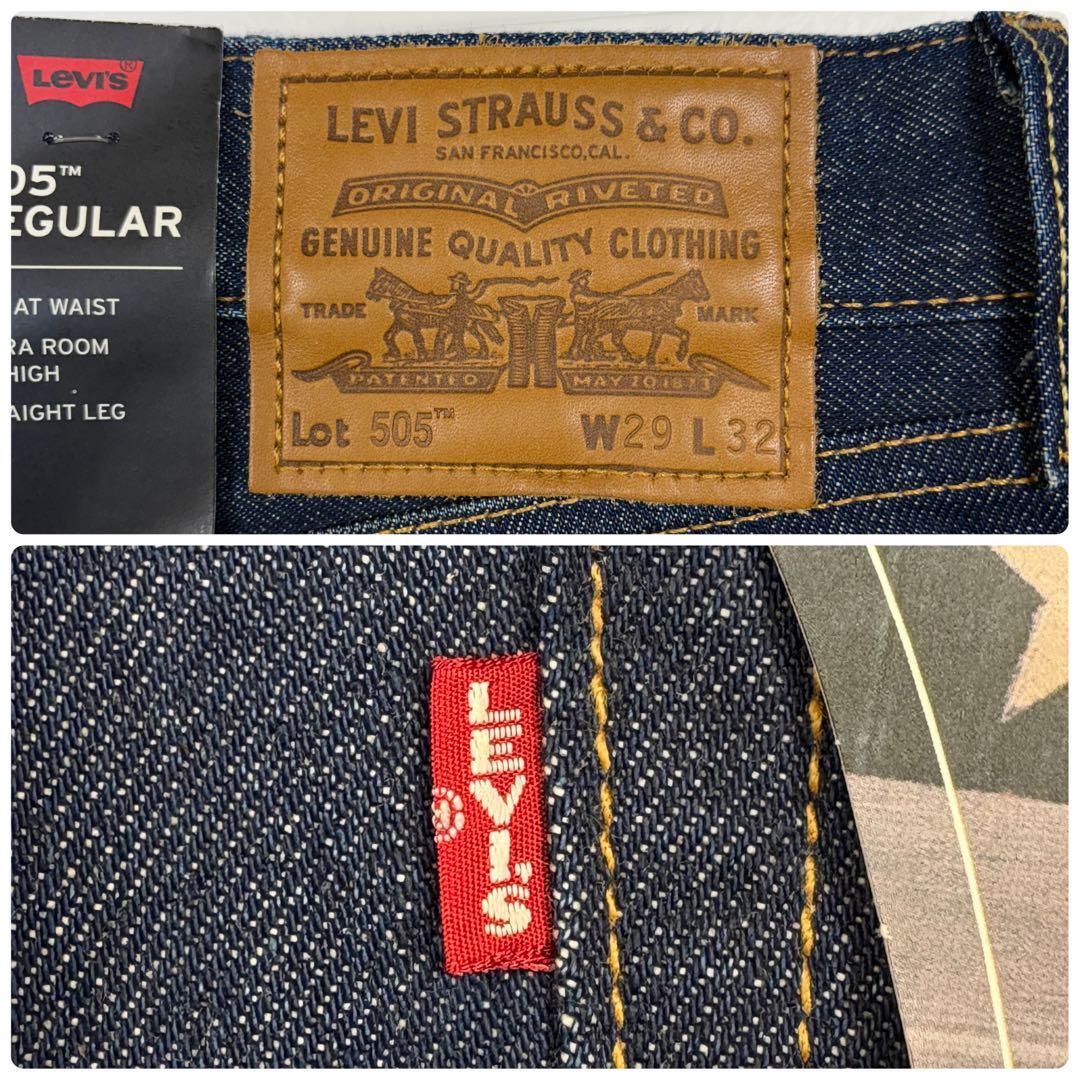 LEVI'S®
05™
EGULAR
AT WAIST
RA ROOM
HIGH
AIGHT LEG
LEVI STRAUSS & CO.
SAN FRANCISCO, CAL.
ORIGINAL RIVETED
GENUINE QUALITY CLOTHING
TRADE MARK
PATENTED MAY 20 1873
Lot 505™ W29 L32
LEVI'S